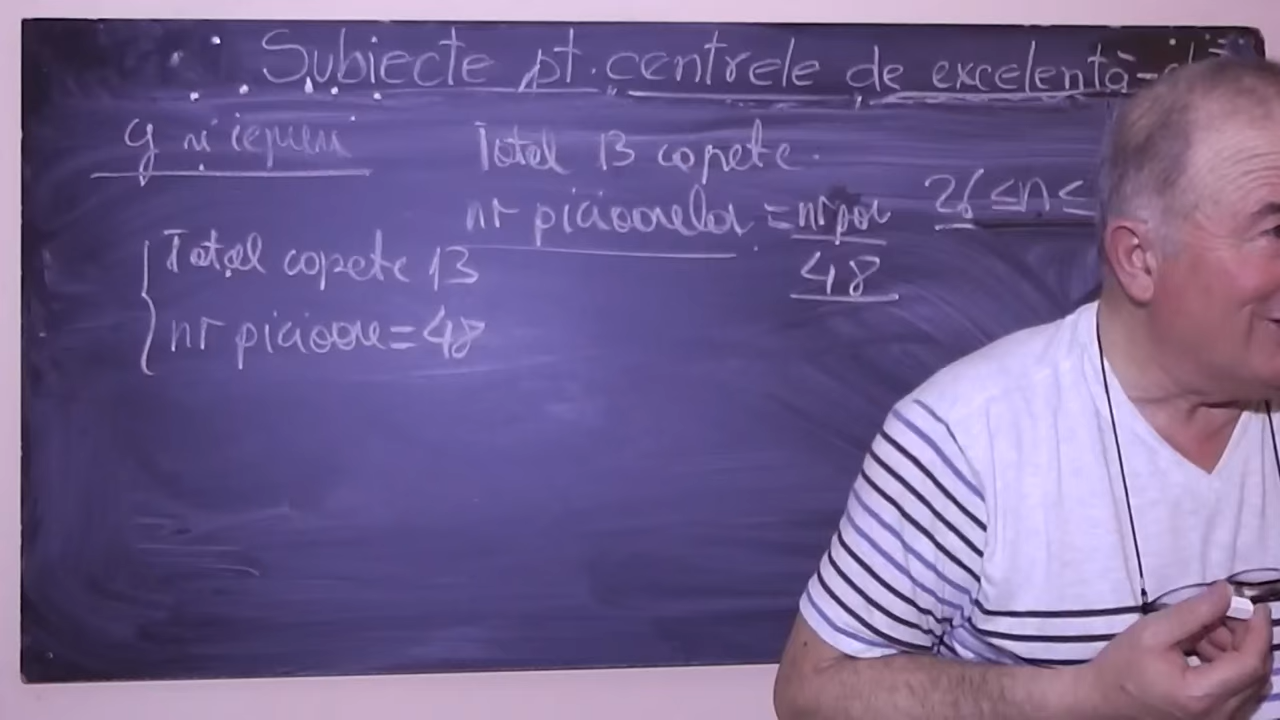 Subiecte pt. centrele de excelentă-
g și iepuri
Total 13 capete.
nr picioarelor = nr par
48
26 ≤ n ≤
Total capete 13
nr picioare = 48